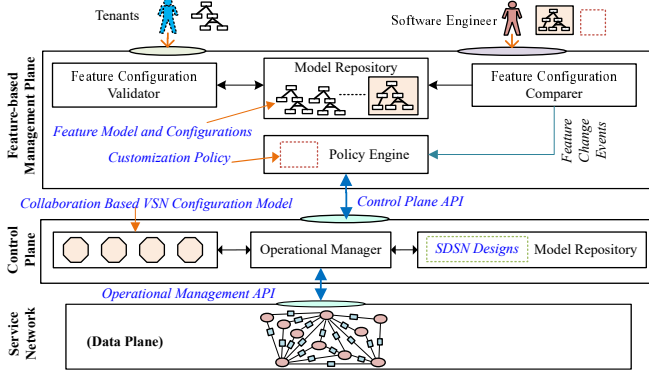 Tenants
Software Engineer
Feature-based
Management Plane
Feature Configuration
Validator
Model Repository
Feature Configuration
Comparer
Feature Model and Configurations
Customization Policy
Policy Engine
Feature
Change
Events
Collaboration Based VSN Configuration Model
Control Plane API
Control
Plane
Operational Manager
SDSN Designs
Model Repository
Operational Management API
Service
Network
(Data Plane)